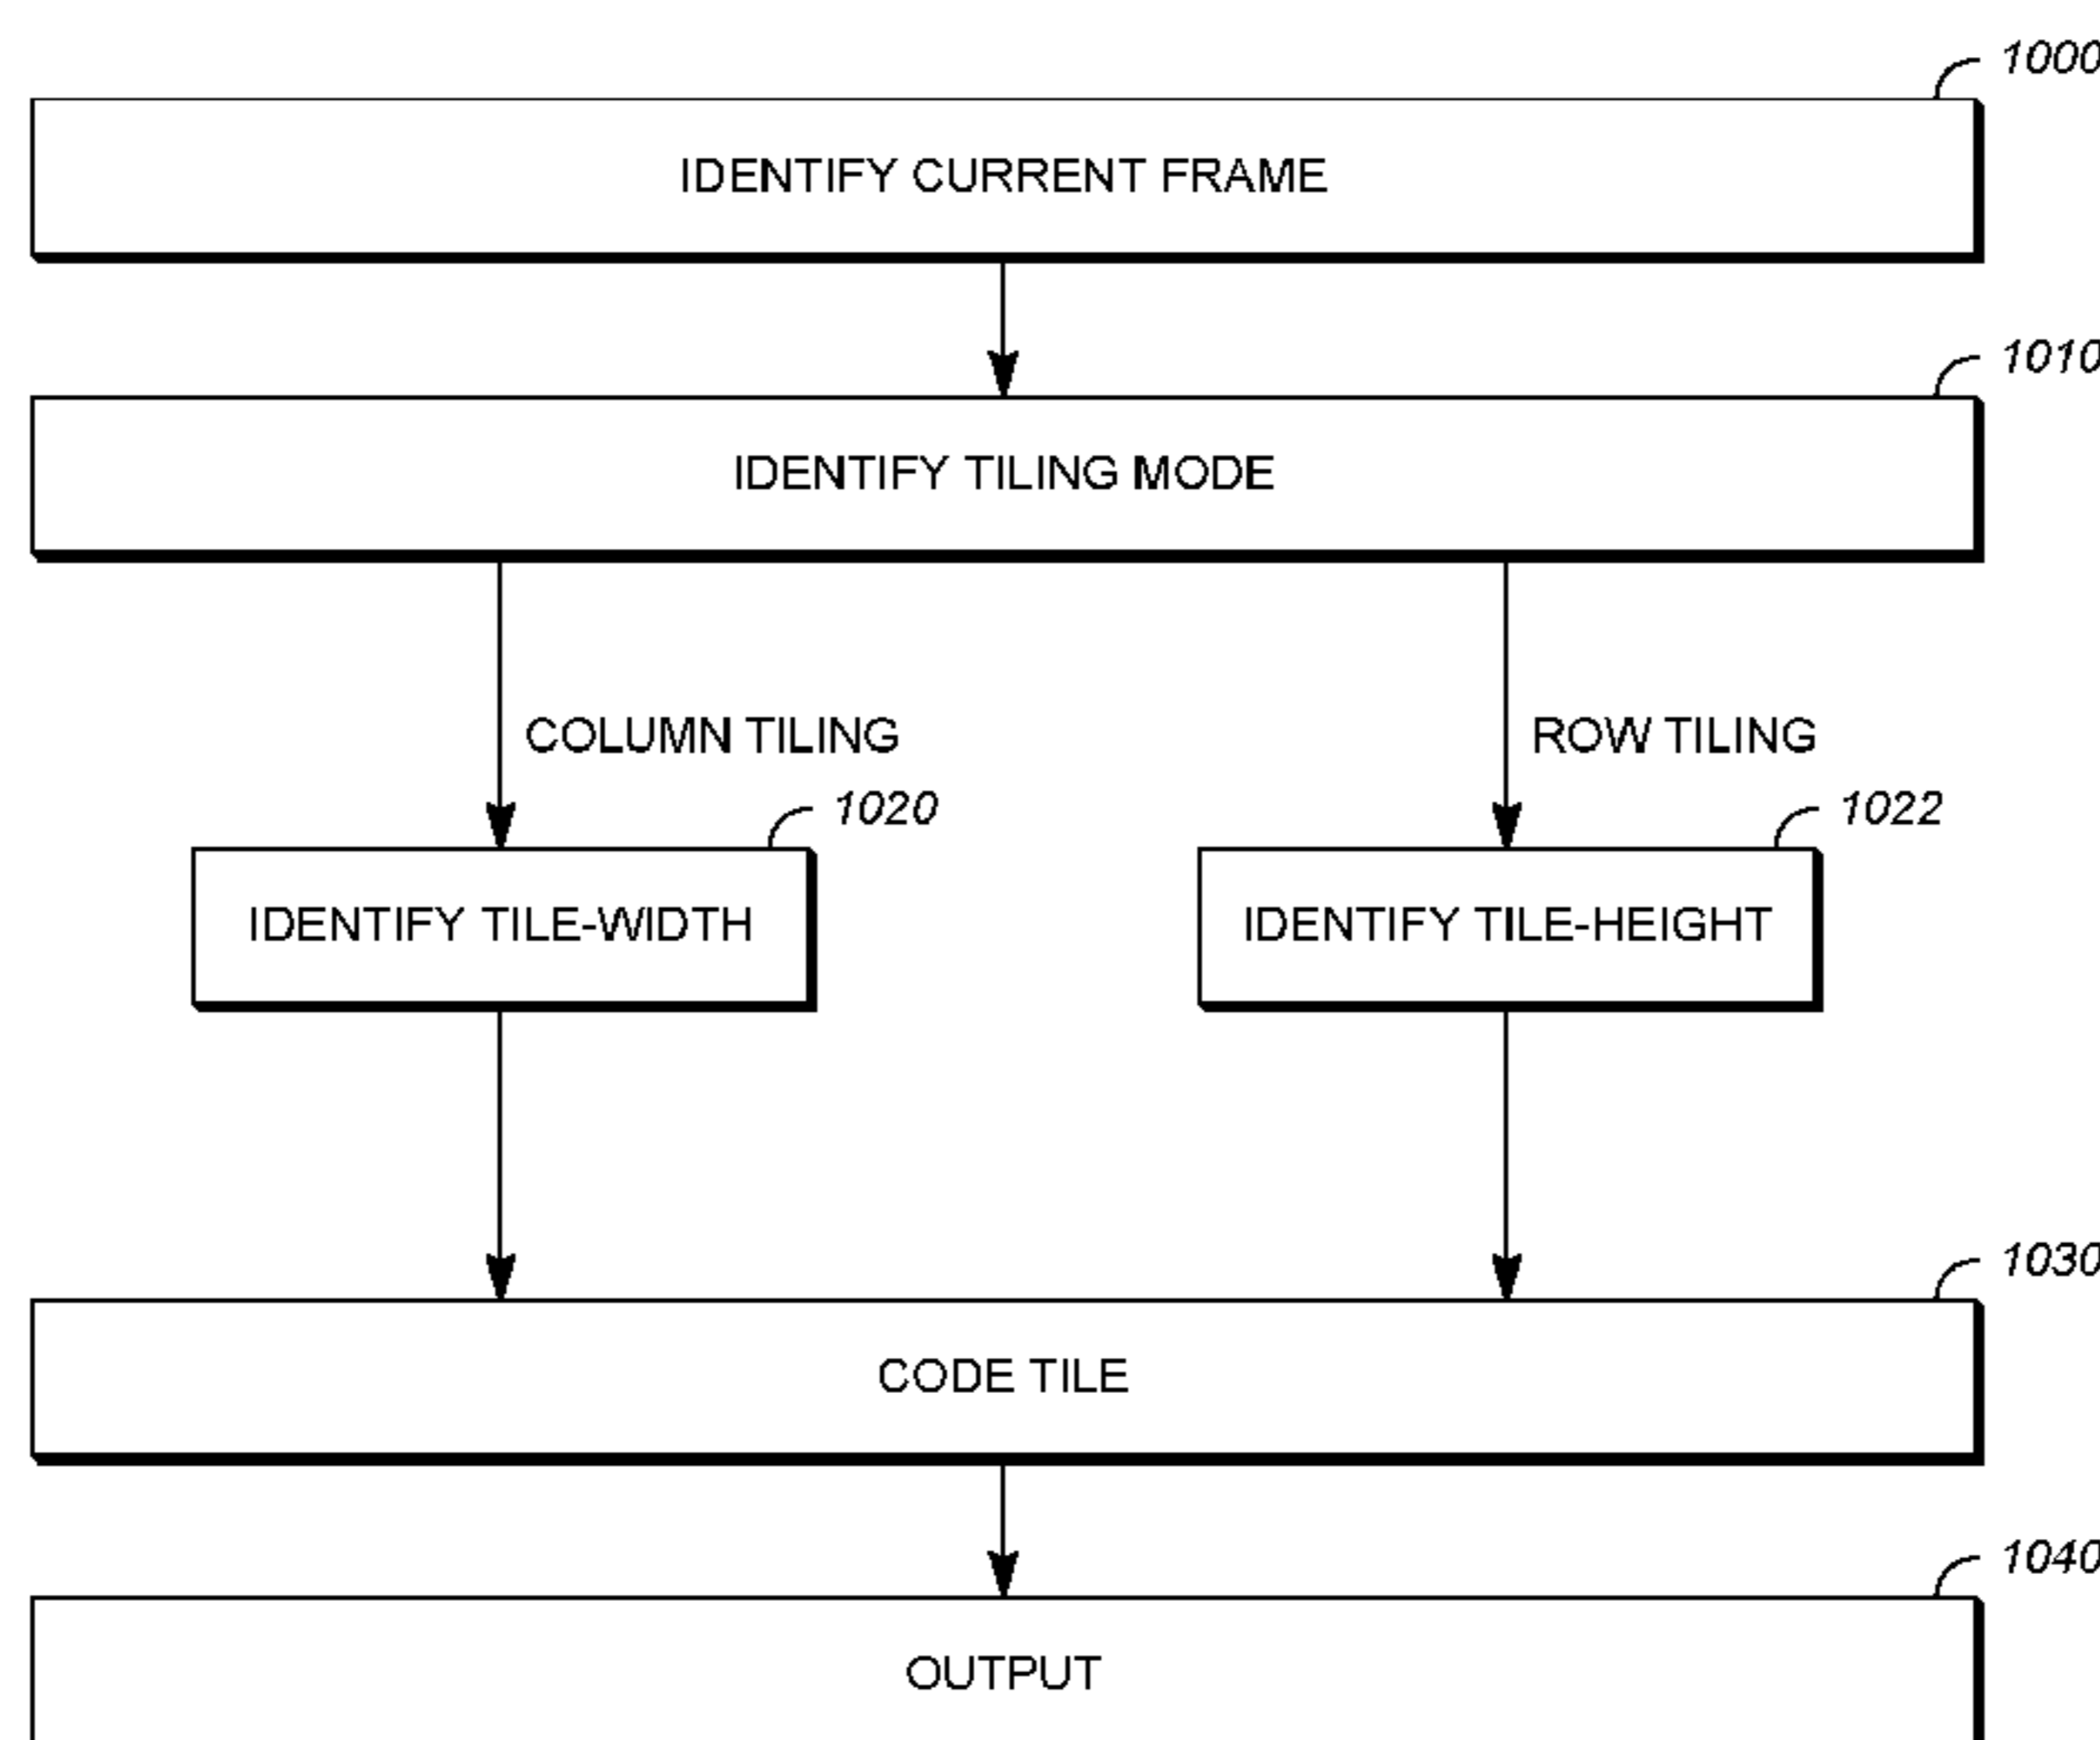 1000
IDENTIFY CURRENT FRAME
1010
IDENTIFY TILING MODE
COLUMN TILING
ROW TILING
1020
1022
IDENTIFY TILE-WIDTH
IDENTIFY TILE-HEIGHT
1030
CODE TILE
1040
OUTPUT